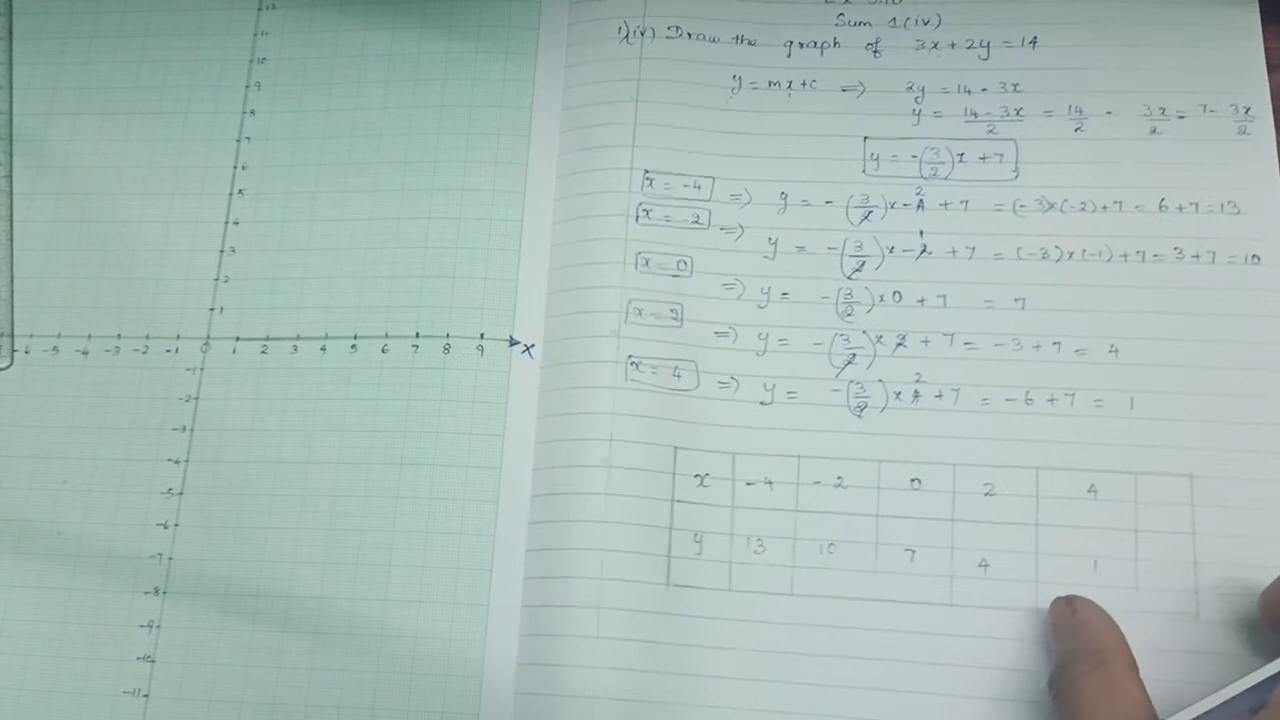 Sum 1(iv)
1)(iv) Draw the graph of 3x + 2y = 14
y = mx + c ⇒ 2y = 14 - 3x
y = (14 - 3x)/2 = 14/2 - 3x/2 = 7 - 3x/2
y = -(3/2)x + 7
x = -4 ⇒ y = -(3/2) x -4 2 + 7 = (-3)x(-2)+7 = 6+7 = 13
x = -2 ⇒ y = -(3/2) x -2 1 + 7 = (-3)x(-1)+7 = 3+7 = 10
x = 0 ⇒ y = -(3/2) x 0 + 7 = 7
x = 2 ⇒ y = -(3/2) x 2 + 7 = -3+7 = 4
x = 4 ⇒ y = -(3/2) x 4 2 + 7 = -6+7 = 1
x -4 -2 0 2 4
y 13 10 7 4 1
12
11
10
9
8
7
6
5
4
3
2
1
-6 -5 -4 -3 -2 -1 0 1 2 3 4 5 6 7 8 9 X
-1
-2
-3
-4
-5
-6
-7
-8
-9
-10
-11